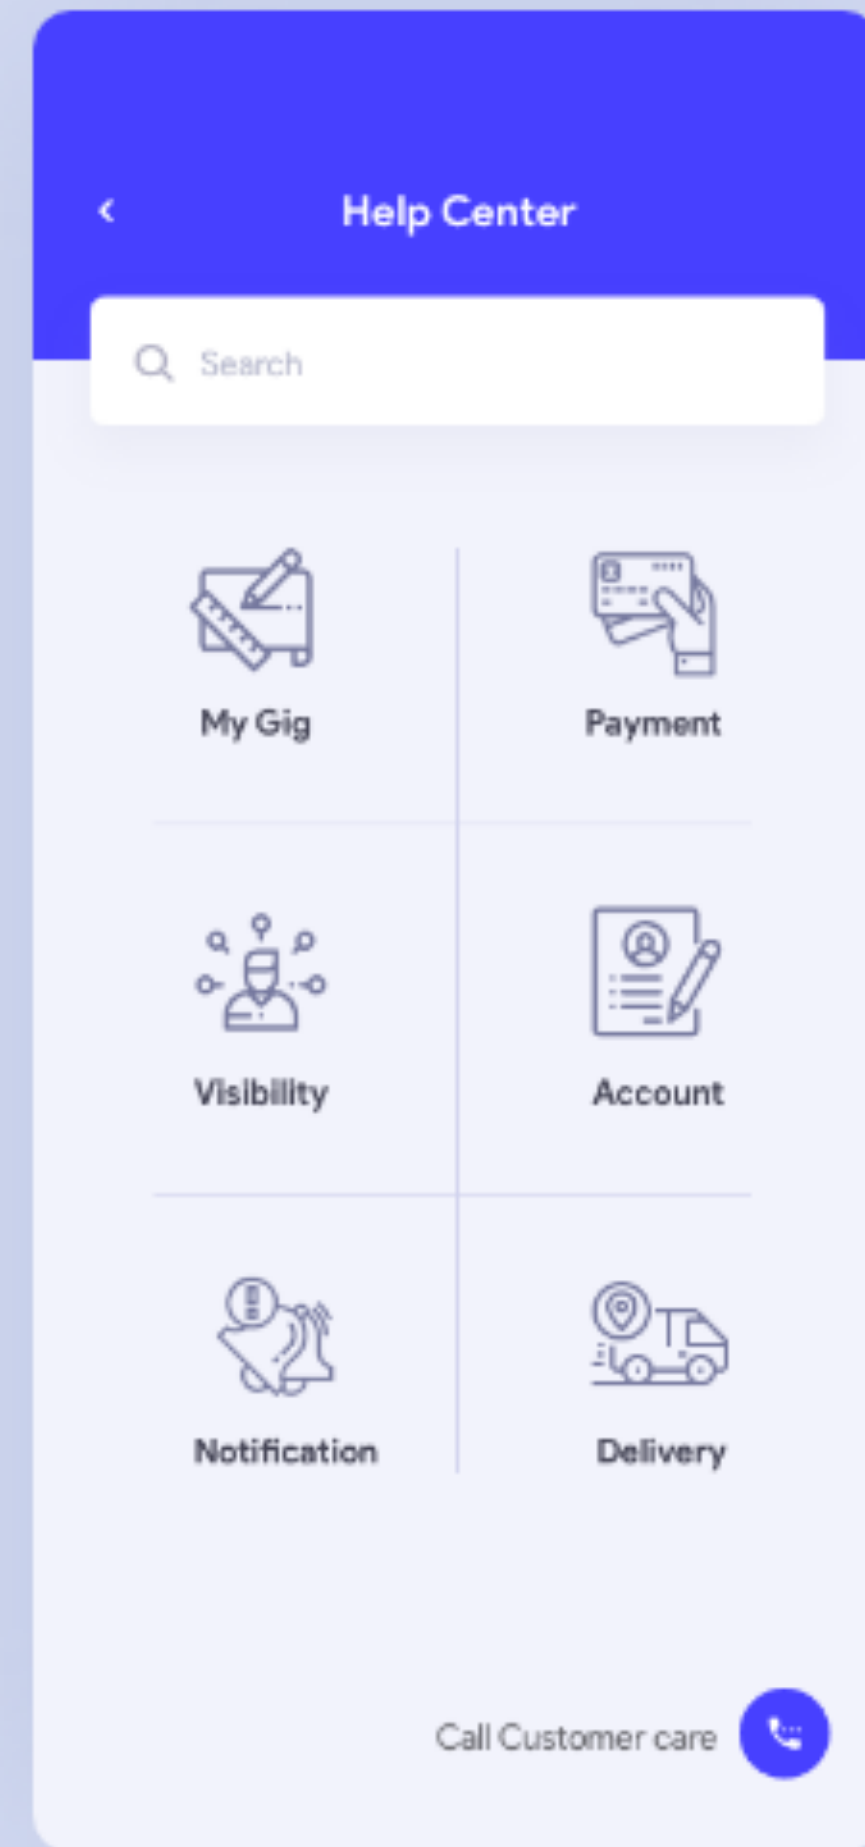 Help Center
Search
My Gig
Payment
Visibility
Account
Notification
Delivery
Call Customer care